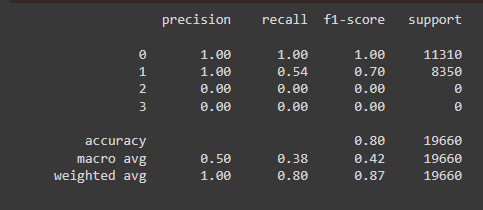 precision recall f1-score support
0 1.00 1.00 1.00 11310
1 1.00 0.54 0.70 8350
2 0.00 0.00 0.00 0
3 0.00 0.00 0.00 0
accuracy 0.80 19660
macro avg 0.50 0.38 0.42 19660
weighted avg 1.00 0.80 0.87 19660